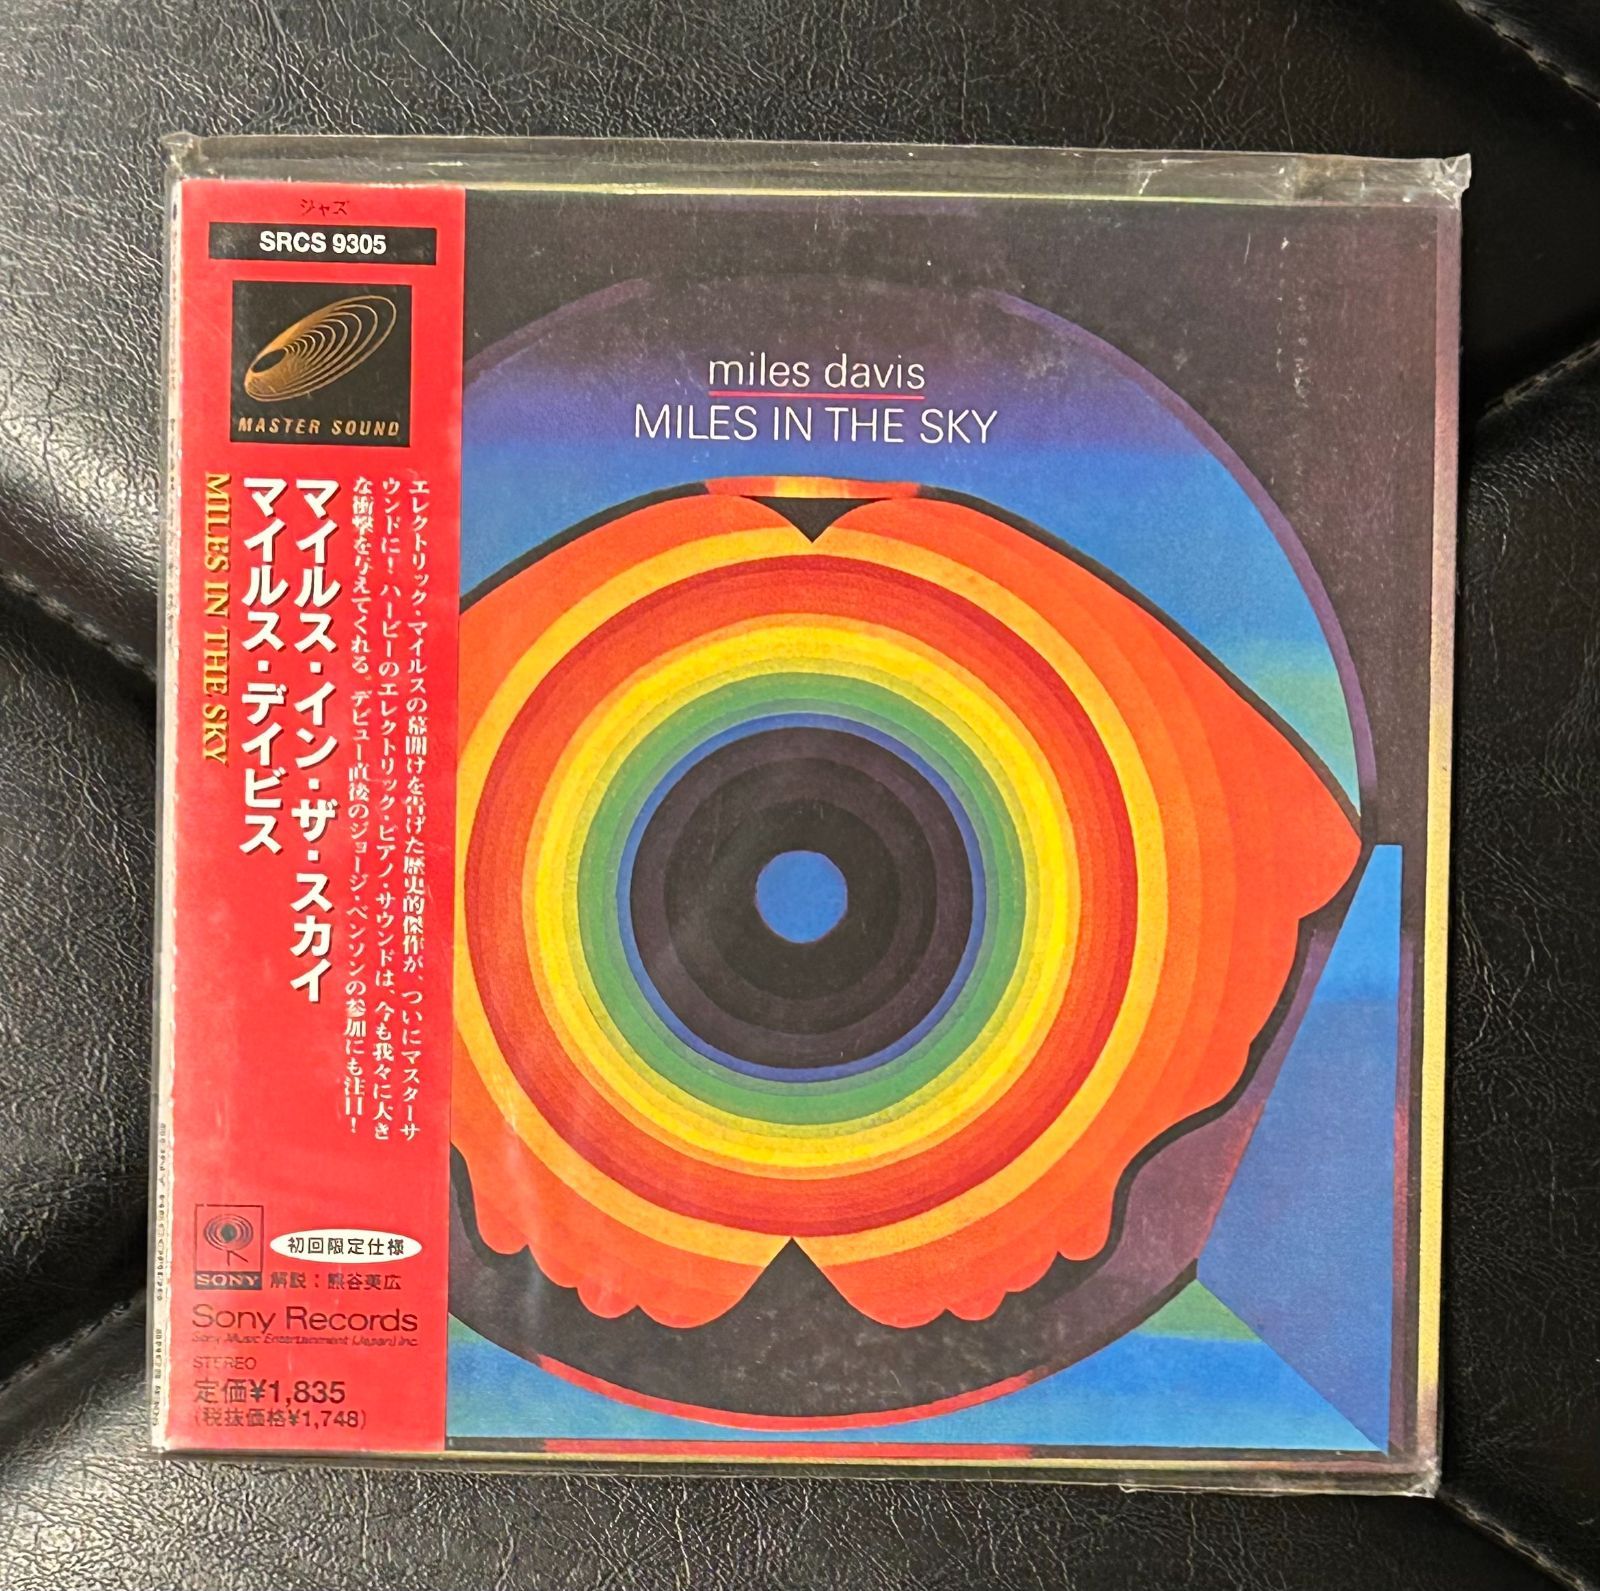 ジャズ
SRCS 9305
MASTER SOUND
エレクトリック・マイルスの幕開けを告げた歴史的傑作が、ついにマスターサ
ウンドに！ハービーのエレクトリック・ピアノ・サウンドは、今も我々に大き
な衝撃を与えてくれる。デビュー直後のジョージ・ベンソンの参加にも注目！
マイルス・イン・ザ・スカイ
マイルス・デイビス
MILES IN THE SKY
初回限定仕様
SONY
解説：熊谷美広
Sony Records
Sony Music Entertainment (Japan) Inc.
STEREO
定価¥1,835
(税抜価格¥1,748)
miles davis
MILES IN THE SKY